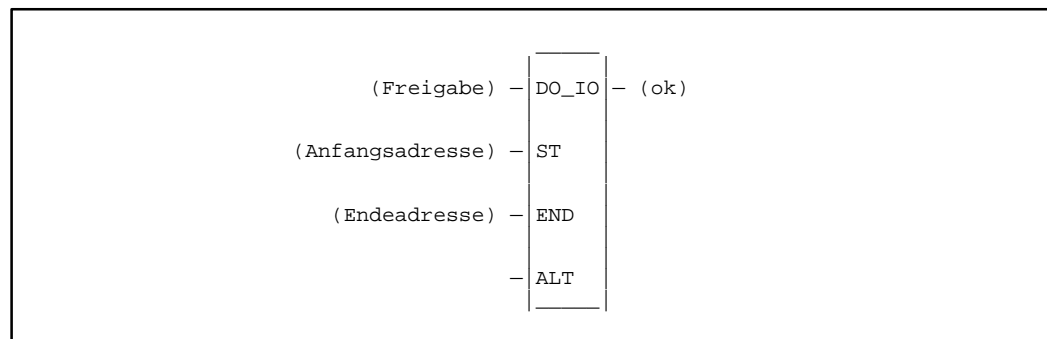 (Freigabe) DO_IO (ok)
(Anfangsadresse) ST
(Endeadresse) END
ALT